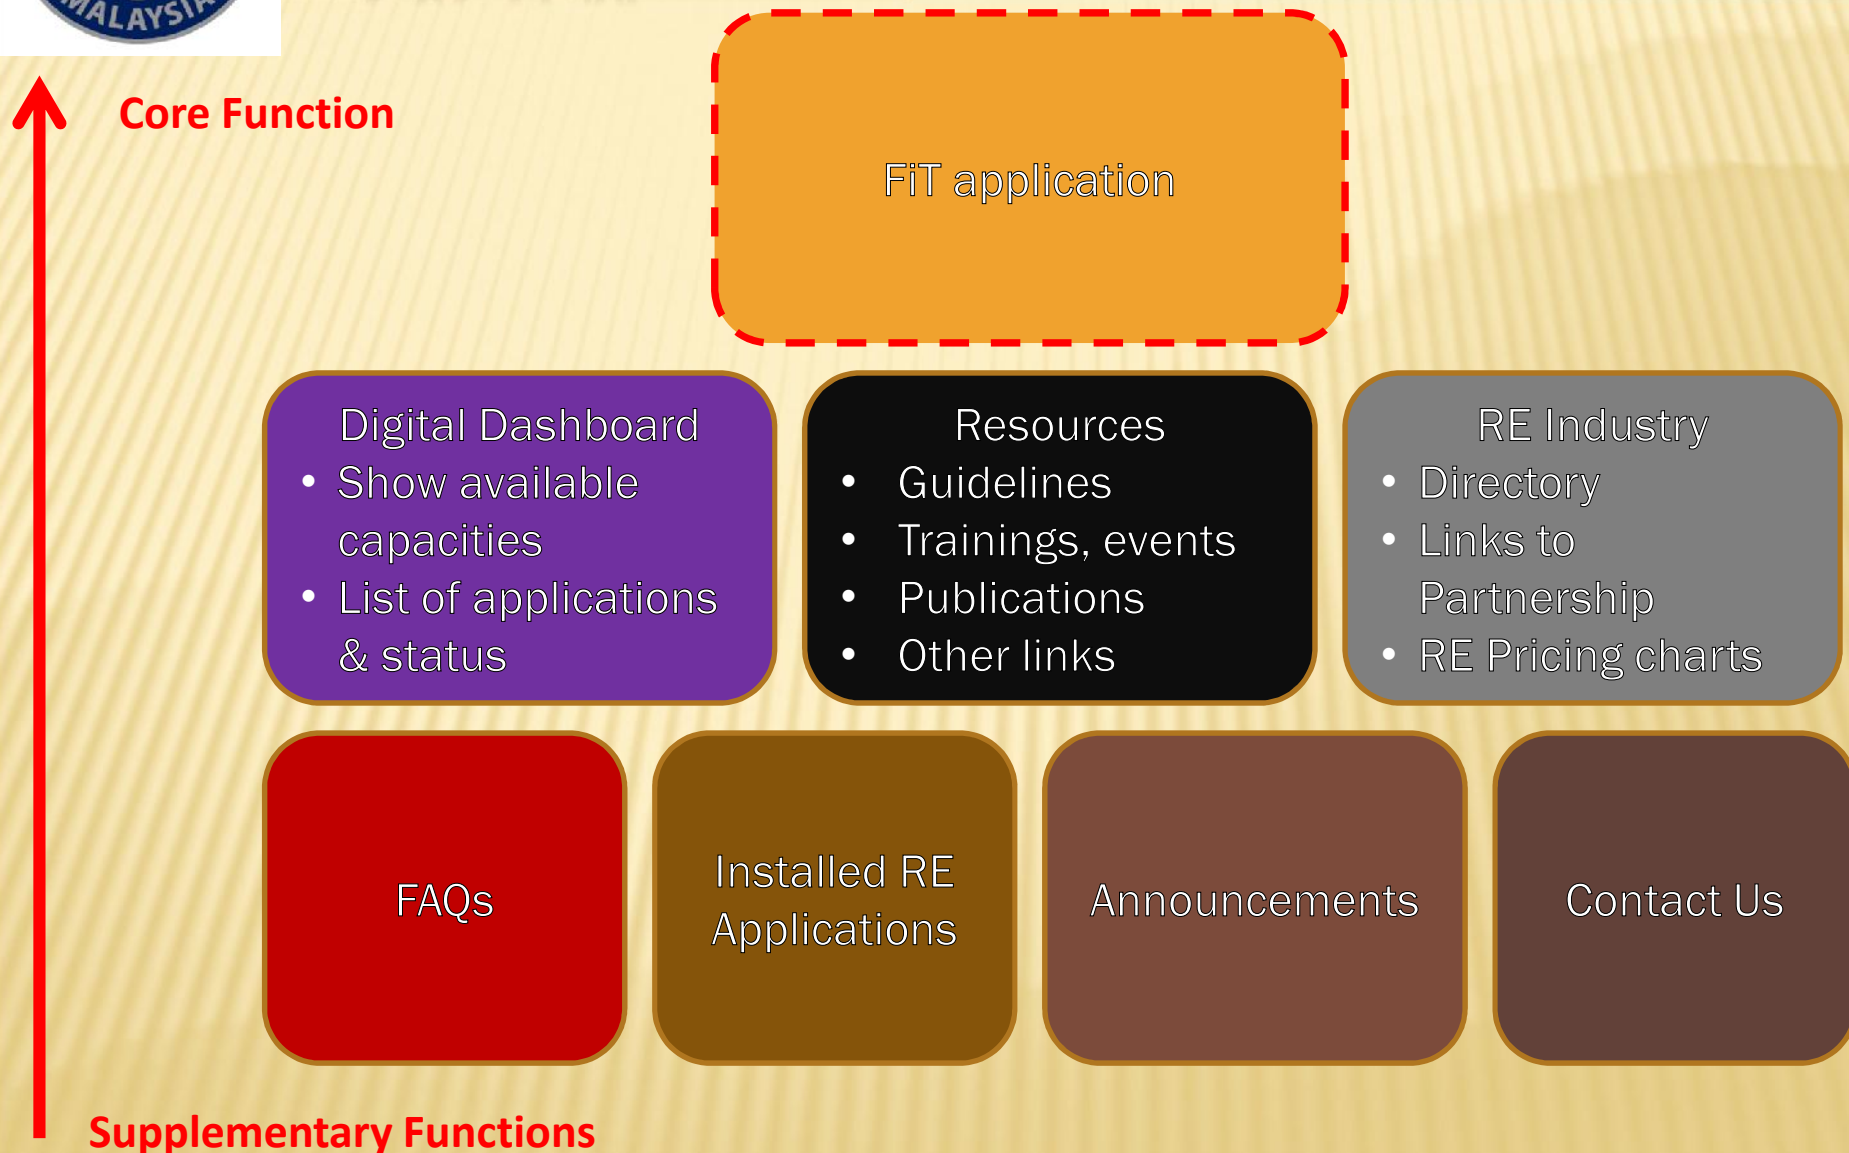 MALAYSIA
Core Function
FiT application
Digital Dashboard
• Show available
capacities
• List of applications
& status
Resources
• Guidelines
• Trainings, events
• Publications
• Other links
RE Industry
• Directory
• Links to
Partnership
• RE Pricing charts
FAQs
Installed RE
Applications
Announcements
Contact Us
Supplementary Functions